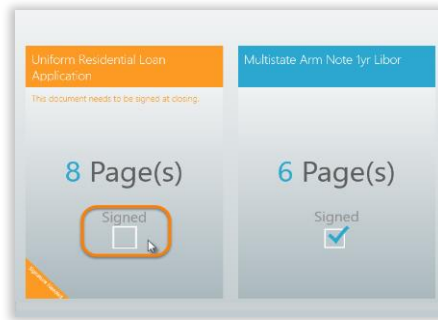 Uniform Residential Loan
Application
This document needs to be signed at closing.
8 Page(s)
Signed
Multistate Arm Note 1yr Libor
6 Page(s)
Signed